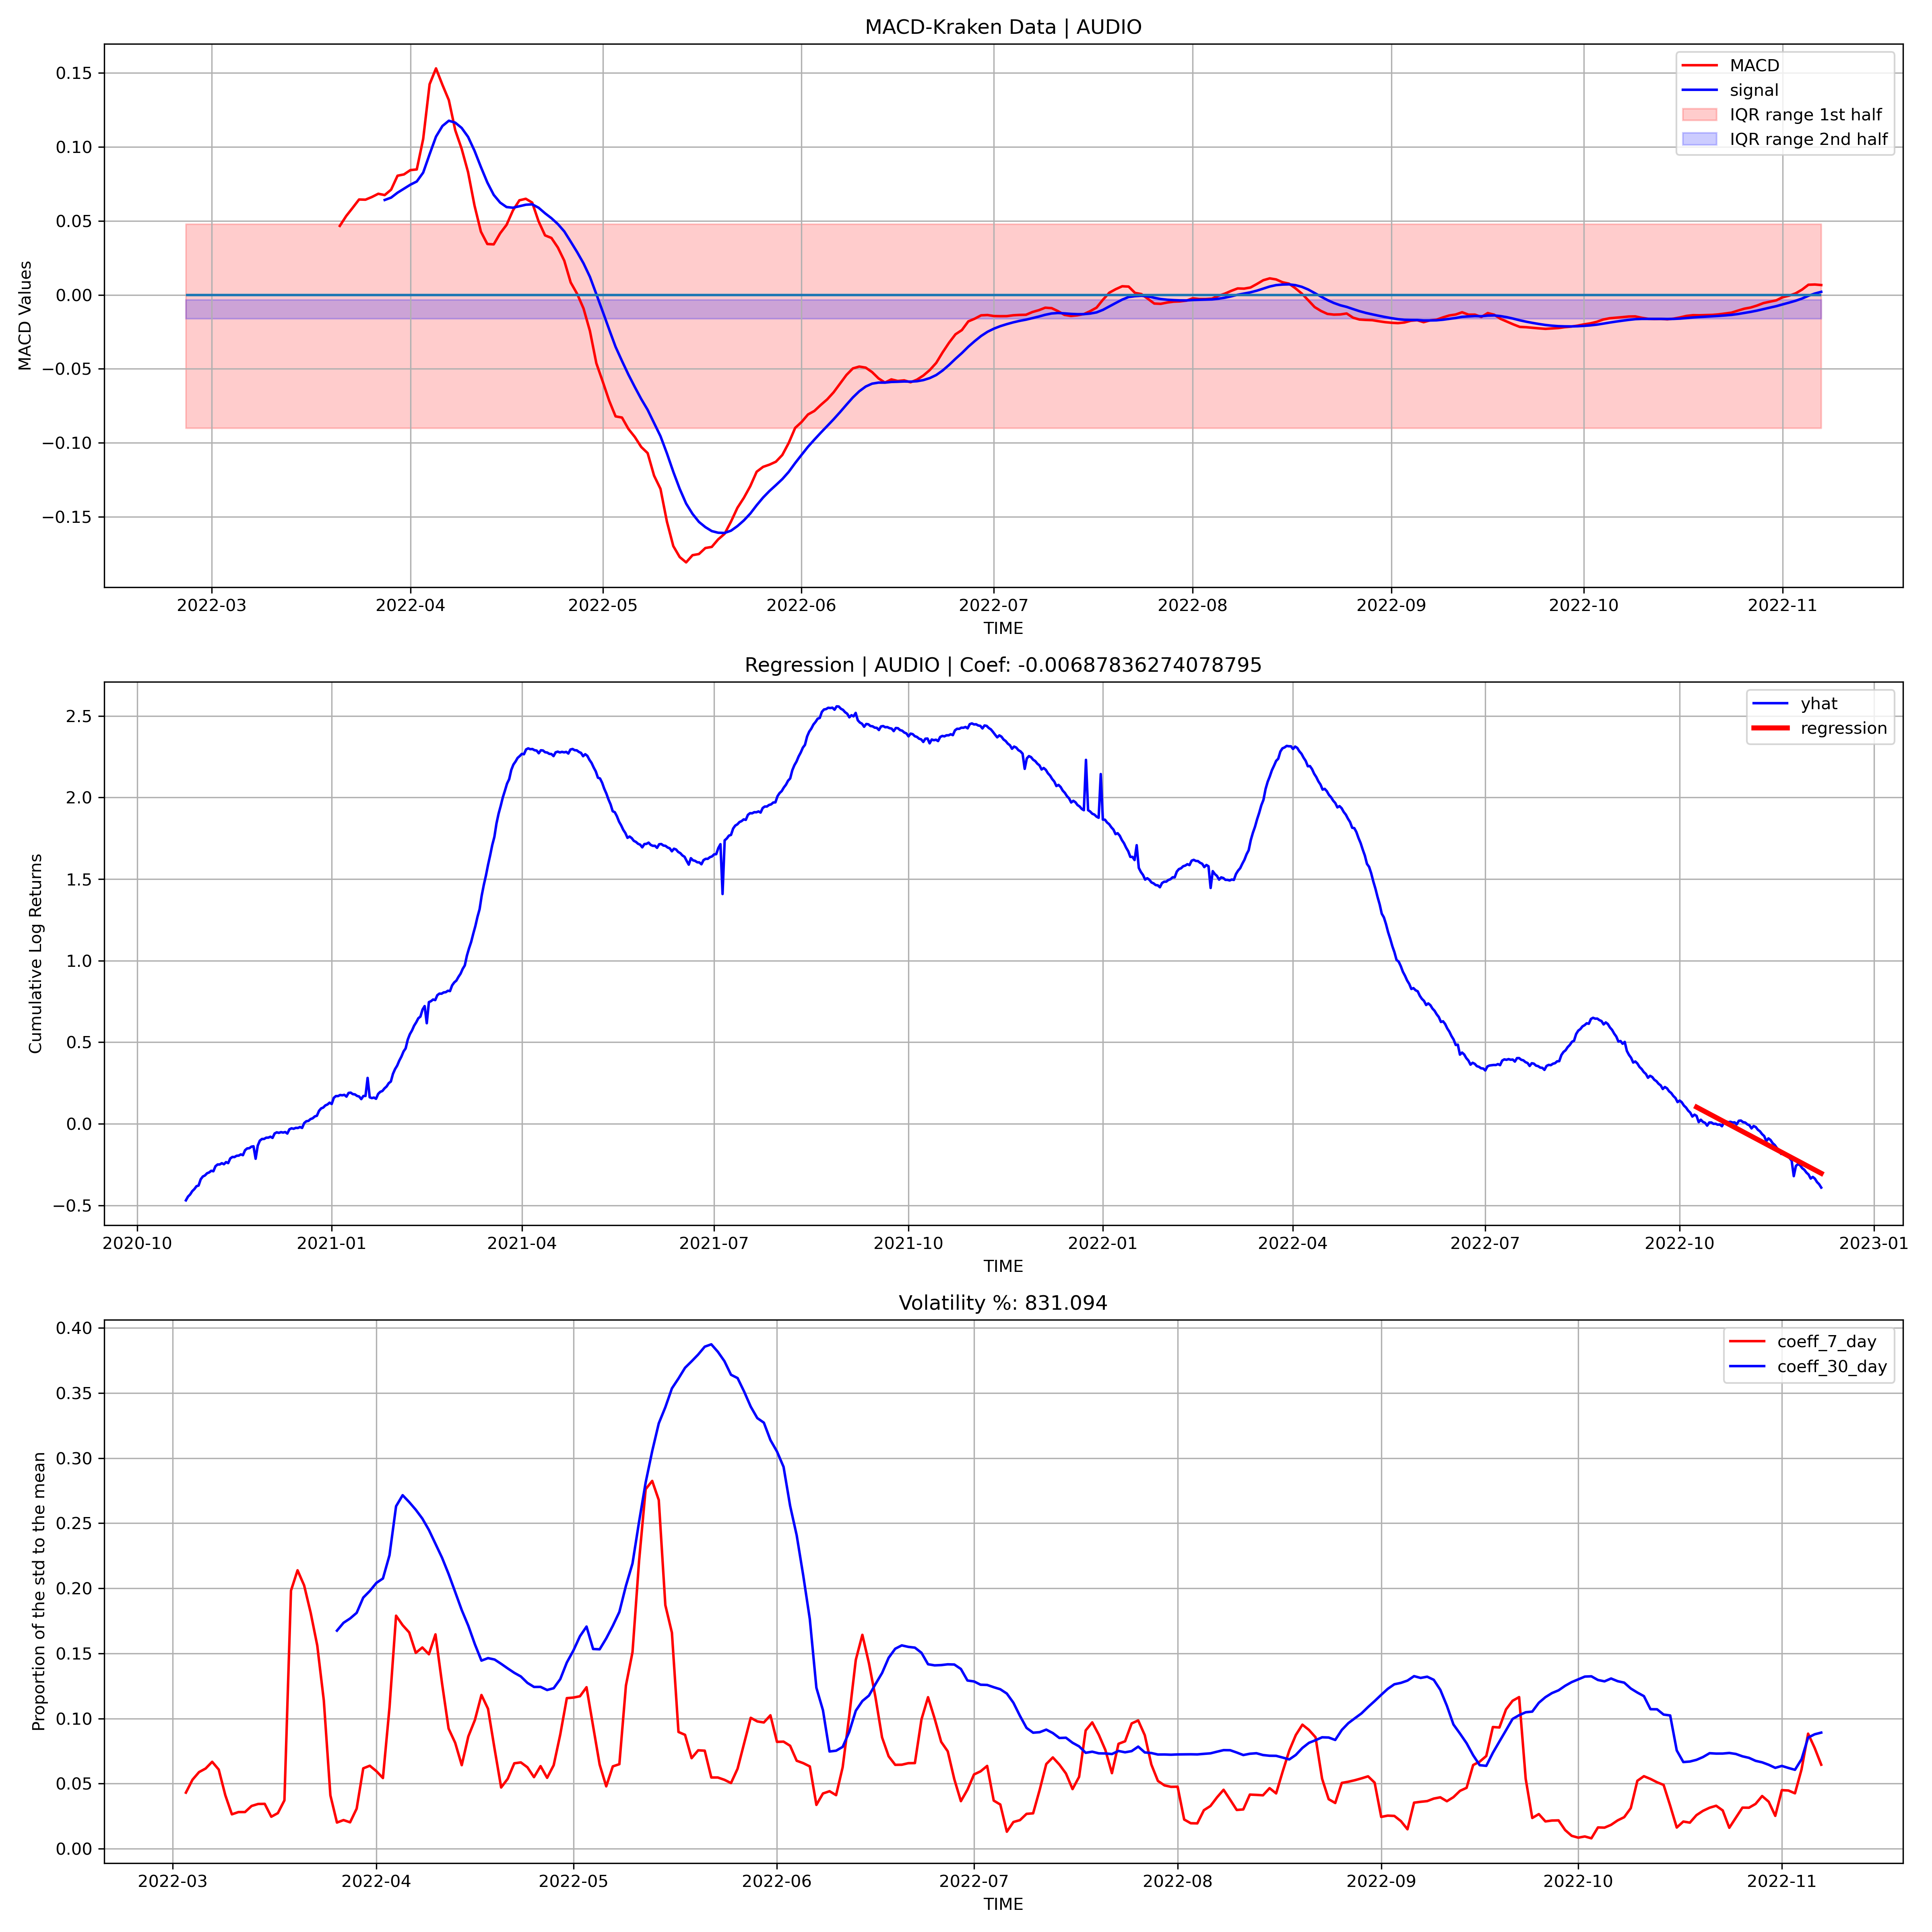 MACD-Kraken Data | AUDIO
MACD
signal
IQR range 1st half
IQR range 2nd half
MACD Values
0.15
0.10
0.05
0.00
−0.05
−0.10
−0.15
2022-03 2022-04 2022-05 2022-06 2022-07 2022-08 2022-09 2022-10 2022-11
TIME
Regression | AUDIO | Coef: -0.00687836274078795
yhat
regression
Cumulative Log Returns
2.5
2.0
1.5
1.0
0.5
0.0
−0.5
2020-10 2021-01 2021-04 2021-07 2021-10 2022-01 2022-04 2022-07 2022-10 2023-01
TIME
Volatility %: 831.094
coeff_7_day
coeff_30_day
Proportion of the std to the mean
0.40
0.35
0.30
0.25
0.20
0.15
0.10
0.05
0.00
2022-03 2022-04 2022-05 2022-06 2022-07 2022-08 2022-09 2022-10 2022-11
TIME